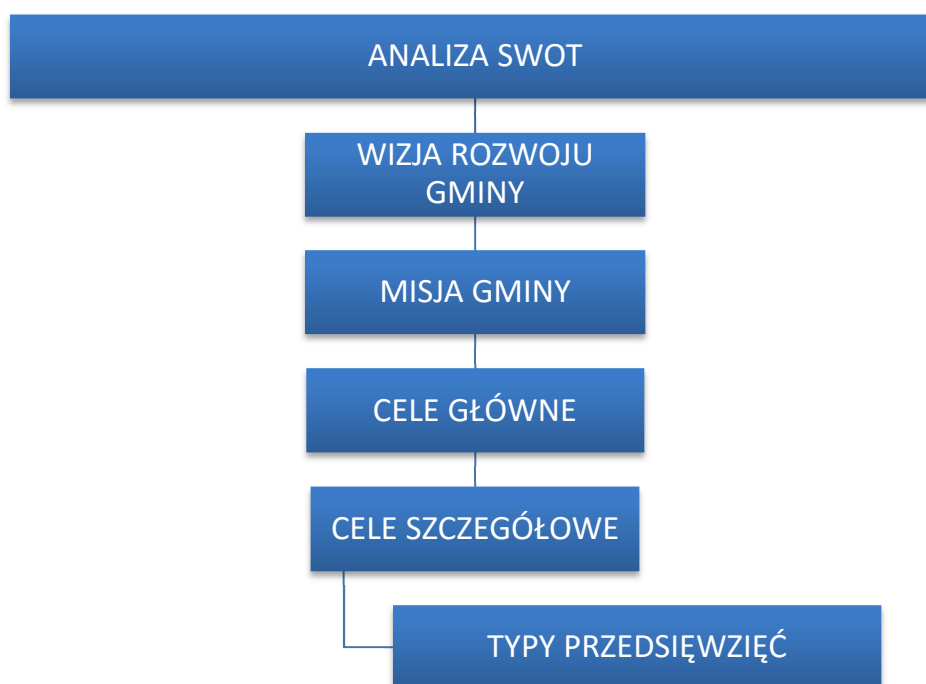 ANALIZA SWOT
WIZJA ROZWOJU
GMINY
MISJA GMINY
CELE GŁÓWNE
CELE SZCZEGÓŁOWE
TYPY PRZEDSIĘWZIĘĆ